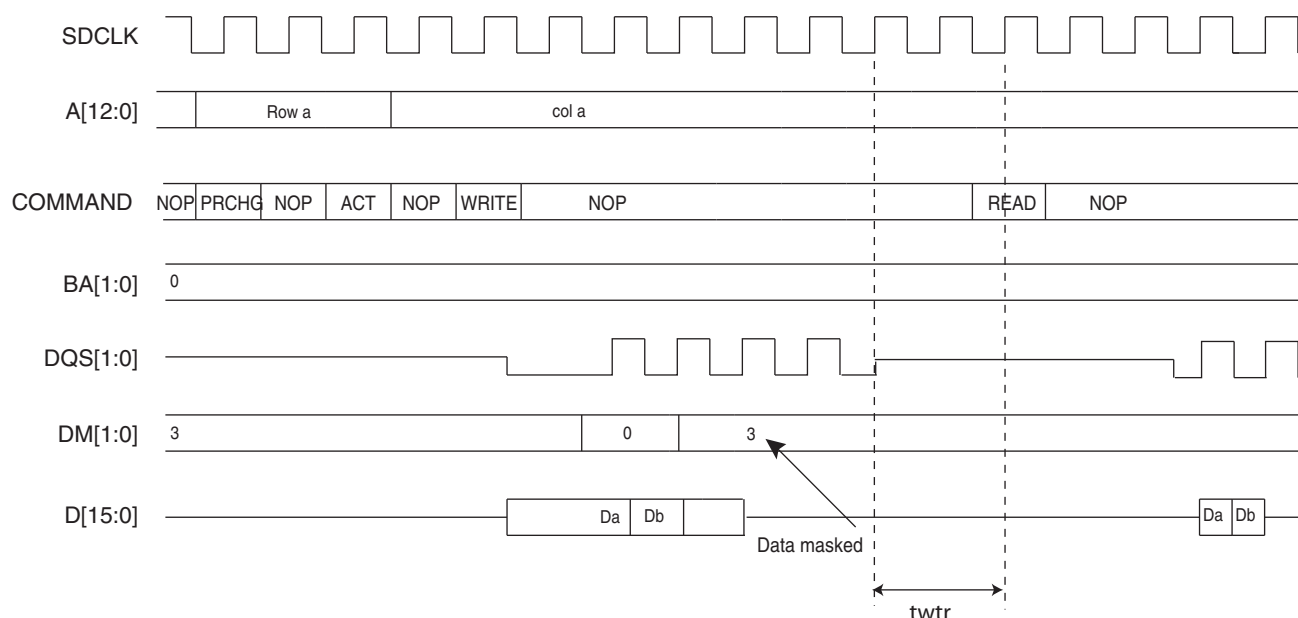 SDCLK
A[12:0] Row a col a
COMMAND NOP PRCHG NOP ACT NOP WRITE NOP READ NOP
BA[1:0] 0
DQS[1:0]
DM[1:0] 3 0 3
D[15:0] Da Db Da Db
Data masked
twtr